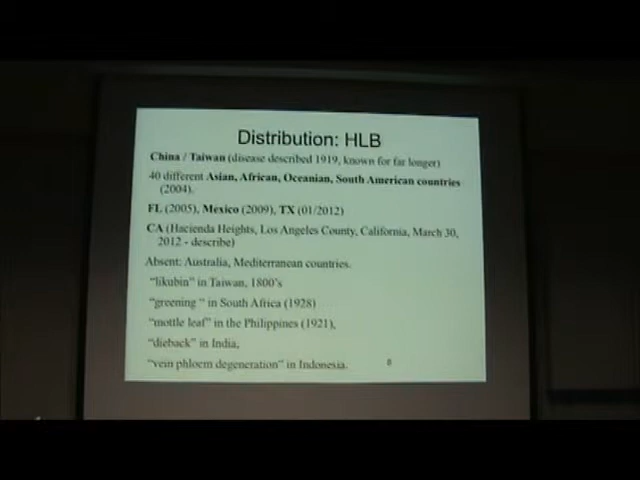 Distribution: HLB
China / Taiwan (disease described 1919, known for far longer)
40 different Asian, African, Oceanian, South American countries
(2004).
FL (2005), Mexico (2009), TX (01/2012)
CA (Hacienda Heights, Los Angeles County, California, March 30,
2012 - describe)
Absent: Australia, Mediterranean countries.
"likubin" in Taiwan, 1800's
"greening " in South Africa (1928)
"mottle leaf" in the Philippines (1921),
"dieback" in India,
"vein phloem degeneration" in Indonesia.
8